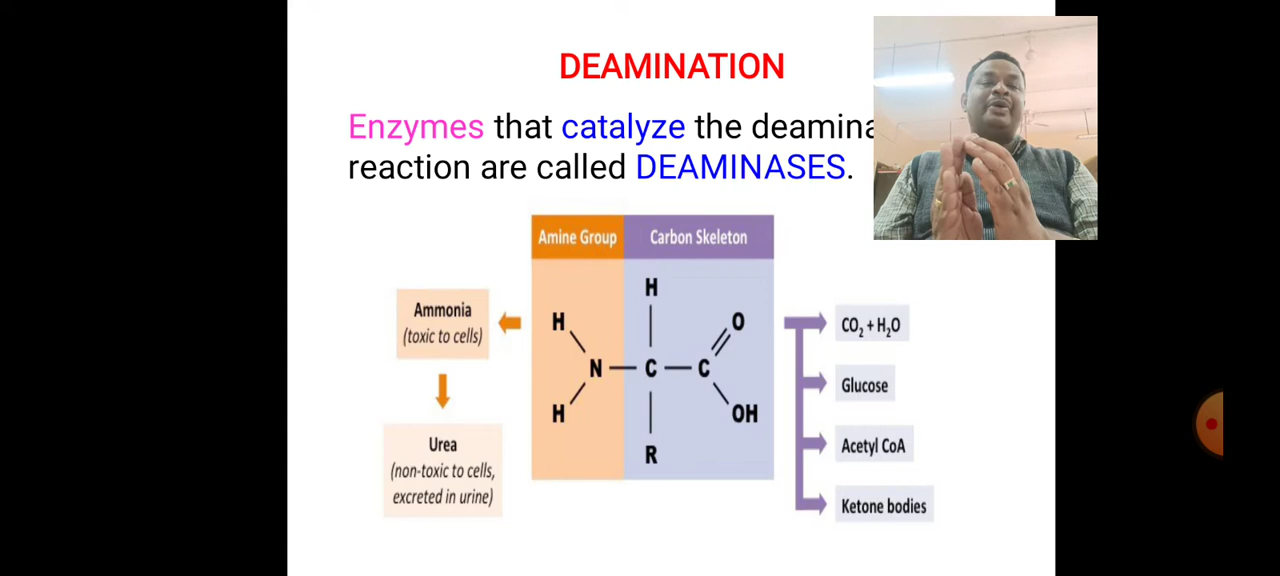 DEAMINATION
Enzymes that catalyze the
reaction are called DEAMINASES.
Amine Group
Carbon Skeleton
H
Ammonia
(toxic to cells)
H
O
CO₂ + H₂O
N
C
C
Glucose
H
OH
Urea
(non-toxic to cells,
excreted in urine)
R
Acetyl CoA
Ketone bodies